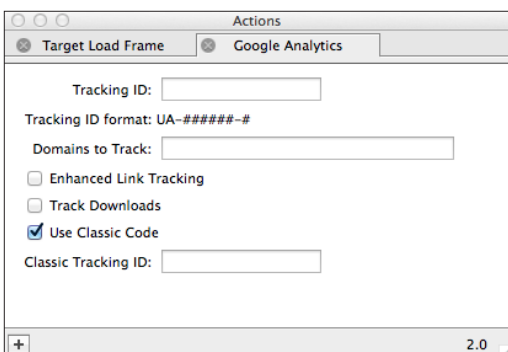 Actions
Target Load Frame Google Analytics
Tracking ID:
Tracking ID format: UA-######-#
Domains to Track:
Enhanced Link Tracking
Track Downloads
Use Classic Code
Classic Tracking ID:
+ 2.0